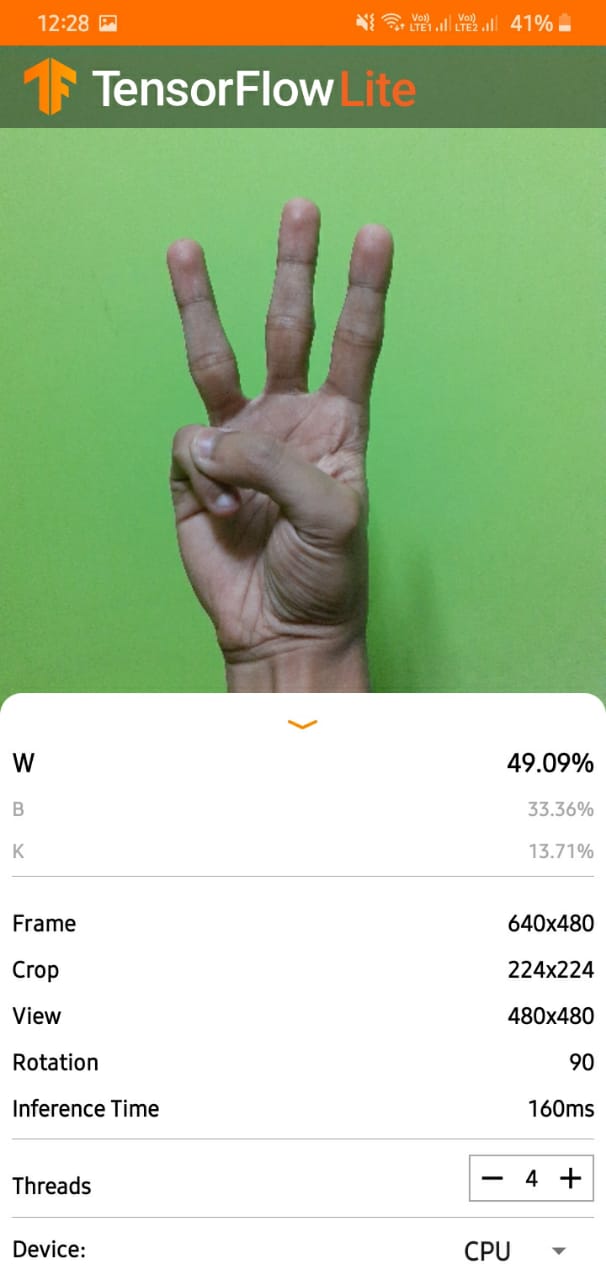 12:28 Vo)) LTE1 Vo)) LTE2 41%
TensorFlow Lite
W 49.09%
B 33.36%
K 13.71%
Frame 640x480
Crop 224x224
View 480x480
Rotation 90
Inference Time 160ms
Threads — 4 +
Device: CPU